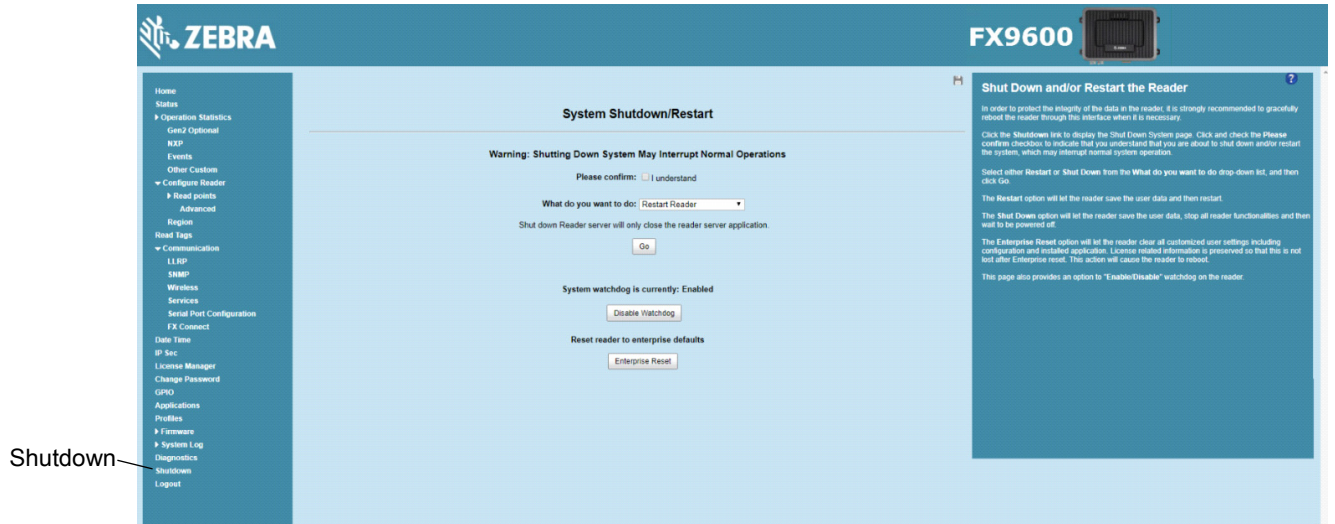 ZEBRA
FX9600
Home
Status
Operation Statistics
Gen2 Optional
NXP
Events
Other Custom
Configure Reader
Read points
Advanced
Region
Read Tags
Communication
LLRP
SNMP
Wireless
Services
Serial Port Configuration
FX Connect
Date Time
IP Sec
License Manager
Change Password
GPIO
Applications
Profiles
Firmware
System Log
Diagnostics
Shutdown
Logout
Shutdown
System Shutdown/Restart
Warning: Shutting Down System May Interrupt Normal Operations
Please confirm: I understand
What do you want to do: Restart Reader
Shut down Reader server will only close the reader server application.
Go
System watchdog is currently: Enabled
Disable Watchdog
Reset reader to enterprise defaults
Enterprise Reset
?
Shut Down and/or Restart the Reader
In order to protect the integrity of the data in the reader, it is strongly recommended to gracefully
reboot the reader through this interface when it is necessary.
Click the Shutdown link to display the Shut Down System page. Click and check the Please
confirm checkbox to indicate that you understand that you are about to shut down and/or restart
the system, which may interrupt normal system operation.
Select either Restart or Shut Down from the What do you want to do drop-down list, and then
click Go.
The Restart option will let the reader save the user data and then restart.
The Shut Down option will let the reader save the user data, stop all reader functionalities and then
wait to be powered off.
The Enterprise Reset option will let the reader clear all customized user settings including
configuration and installed application. License related information is preserved so that this is not
lost after Enterprise reset. This action will cause the reader to reboot.
This page also provides an option to "Enable/Disable" watchdog on the reader.